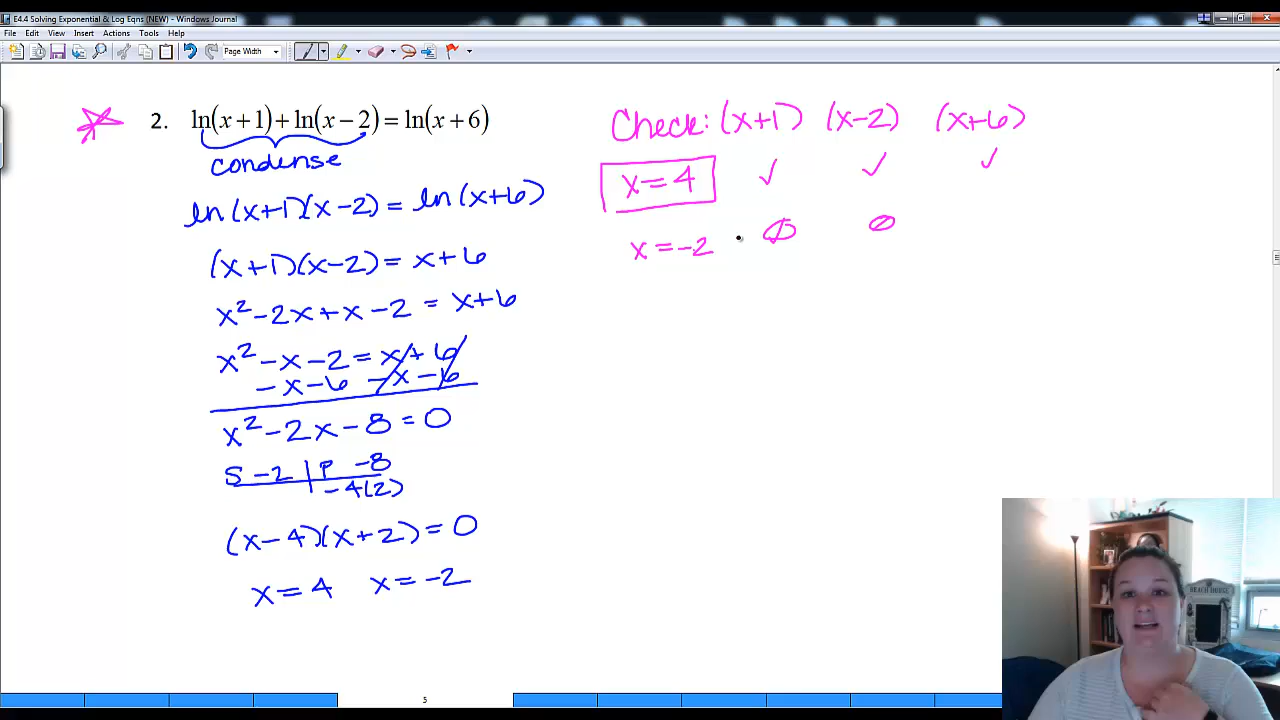 E4.4 Solving Exponential & Log Eqns (NEW) - Windows Journal
File Edit View Insert Actions Tools Help
Page Width
2. ln(x+1)+ln(x−2)=ln(x+6)
condense
ln(x+1)(x−2)=ln(x+6)
(x+1)(x−2)=x+6
x²−2x+x−2=x+6
x²−x−2=x+6
−x−6 −x−6
x²−2x−8=0
S −2 | P −8
−4(2)
(x−4)(x+2)=0
x=4 x=−2
Check: (x+1) (x−2) (x+6)
x=4 ✓ ✓ ✓
x=−2 ∅ ∅
BEACH HOUSE
5